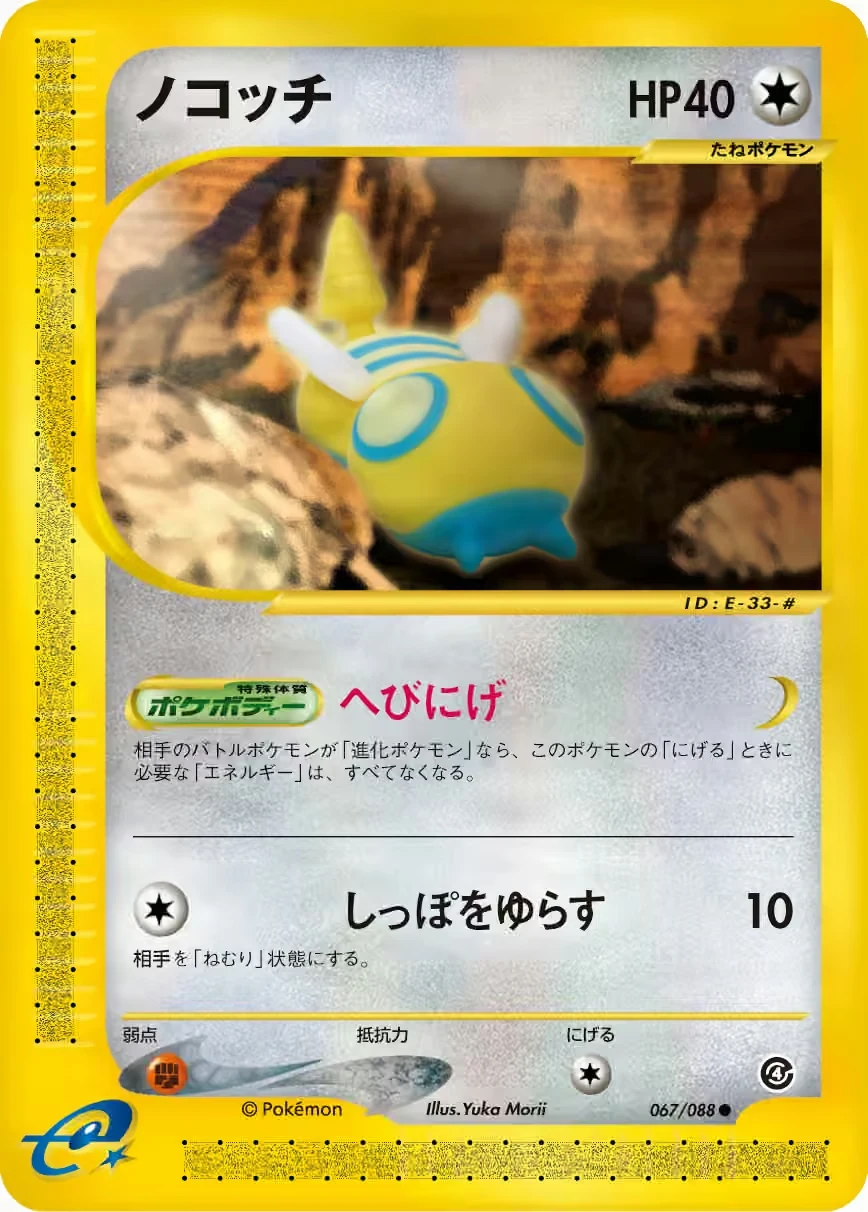 ノコッチ
HP40
たねポケモン
ID:E-33-#
特殊体質
ポケボディー
へびにげ
相手のバトルポケモンが「進化ポケモン」なら、このポケモンの「にげる」ときに
必要な「エネルギー」は、すべてなくなる。
しっぽをゆらす 10
相手を「ねむり」状態にする。
弱点 抵抗力 にげる
4
© Pokémon Illus.Yuka Morii 067/088 ●
e